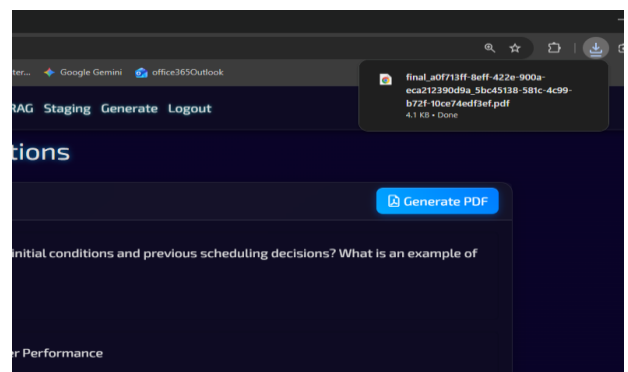 ter... Google Gemini office365Outlook
final_a0f713ff-8eff-422e-900a-
eca212390d9a_5bc45138-581c-4c99-
b72f-10ce74edf3ef.pdf
4.1 KB • Done
RAG Staging Generate Logout
tions
Generate PDF
initial conditions and previous scheduling decisions? What is an example of
er Performance